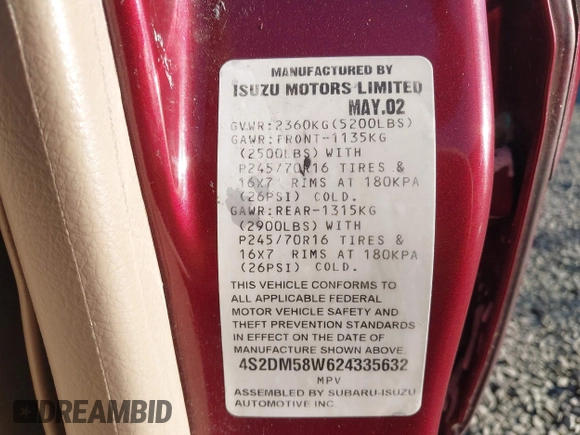 MANUFACTURED BY
ISUZU MOTORS LIMITED
MAY.02
GVWR:2360KG(5200LBS)
GAWR:FRONT-1135KG
(2500LBS) WITH
P245/70R16 TIRES &
16X7 RIMS AT 180KPA
(26PSI) COLD.
GAWR:REAR-1315KG
(2900LBS) WITH
P245/70R16 TIRES &
16X7 RIMS AT 180KPA
(26PSI) COLD.
THIS VEHICLE CONFORMS TO
ALL APPLICABLE FEDERAL
MOTOR VEHICLE SAFETY AND
THEFT PREVENTION STANDARDS
IN EFFECT ON THE DATE OF
MANUFACTURE SHOWN ABOVE
4S2DM58W624335632
MPV
ASSEMBLED BY SUBARU-ISUZU
AUTOMOTIVE INC
DREAMBID